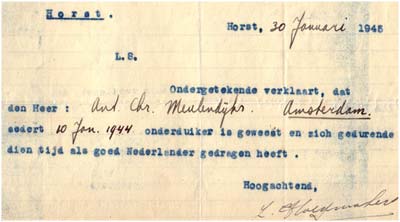 Horst.
Horst, 30 Januari 1945
L.S.
Ondergetekende verklaart, dat
den Heer: Ant. Chr. Meulendijks. Amsterdam.
sedert 10 Jan. 1944 onderduiker is geweest en zich gedurende
dien tijd als goed Nederlander gedragen heeft.
Hoogachtend,